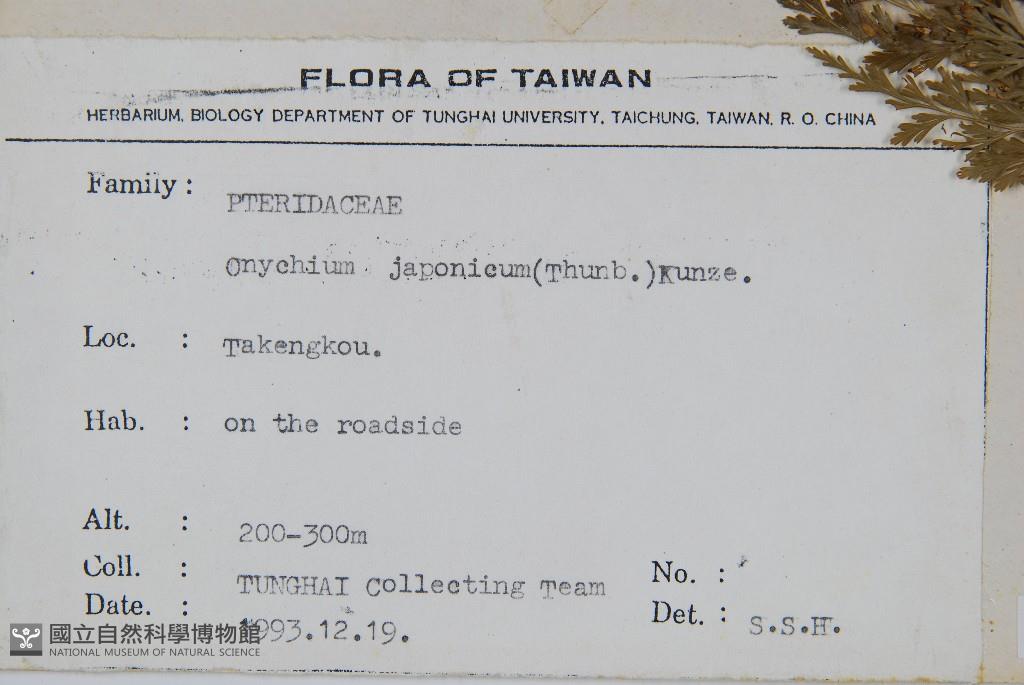 FLORA OF TAIWAN
HERBARIUM, BIOLOGY DEPARTMENT OF TUNGHAI UNIVERSITY, TAICHUNG, TAIWAN, R. O. CHINA
Family : PTERIDACEAE
Onychium japonicum(Thunb.)Kunze.
Loc. : Takengkou.
Hab. : on the roadside
Alt. : 200-300m
Coll. : TUNGHAI Collecting Team No. :
Date. : 1993.12.19. Det. : S.S.H.
國立自然科學博物館
NATIONAL MUSEUM OF NATURAL SCIENCE